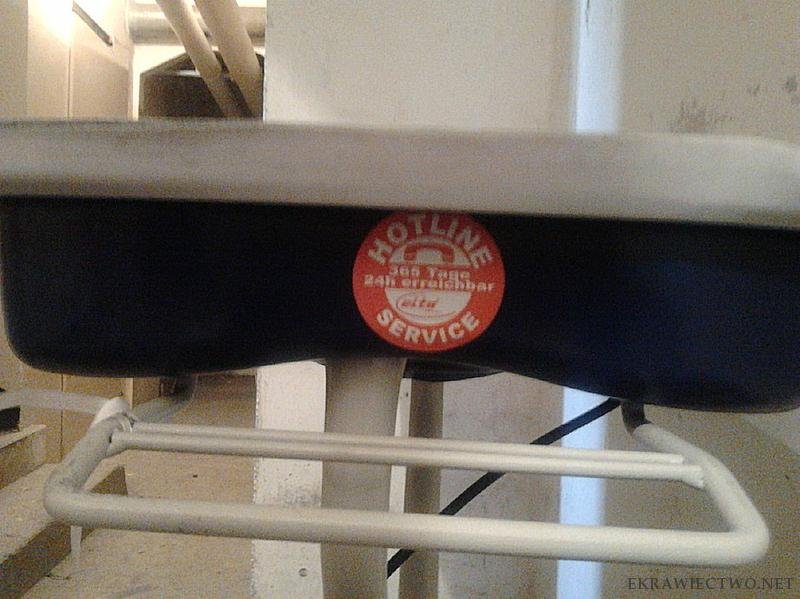 HOTLINE
365 Tage
24h erreichbar
elta
SERVICE
EKRAWIECTWO.NET